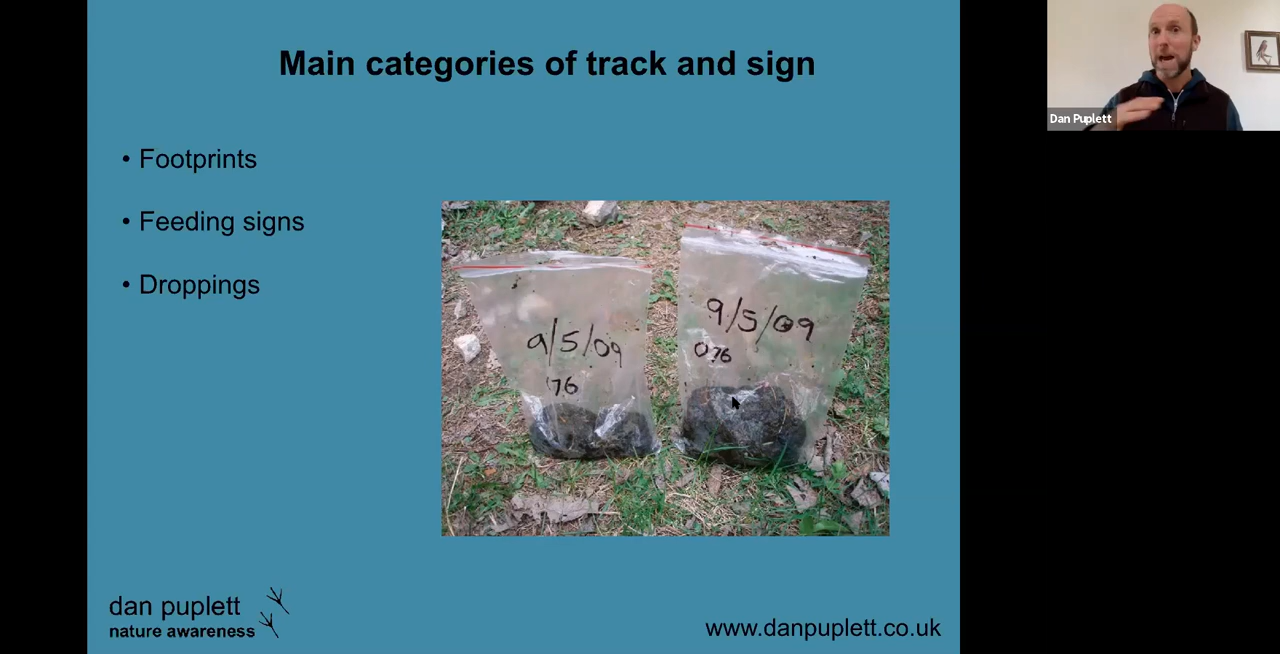 Main categories of track and sign
• Footprints
• Feeding signs
• Droppings
9/5/09
076
9/5/09
76
dan puplett
nature awareness
www.danpuplett.co.uk
Dan Puplett